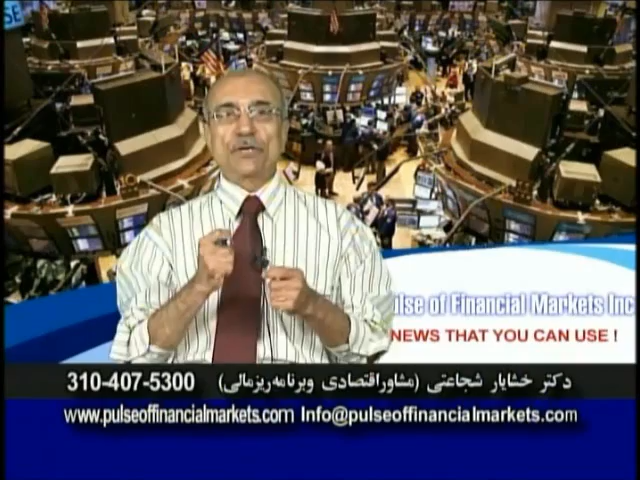 Pulse of Financial Markets Inc
NEWS THAT YOU CAN USE !
310-407-5300 دکتر خشایار شجاعتی (مشاوراقتصادی وبرنامه‌ریزمالی)
www.pulseoffinancialmarkets.com Info@pulseoffinancialmarkets.com